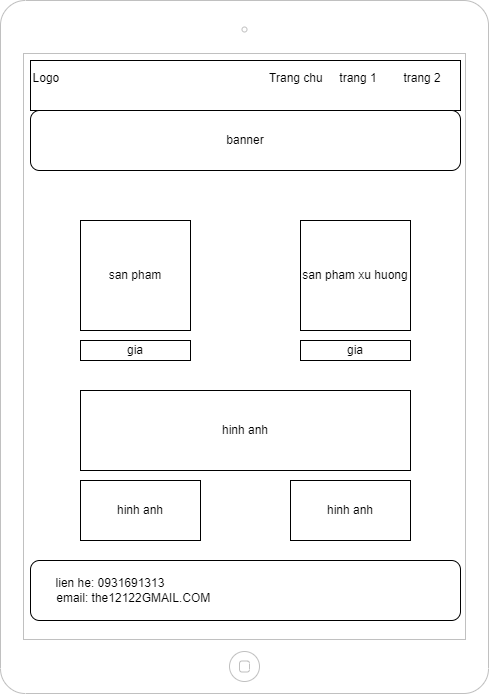 Logo
Trang chu
trang 1
trang 2
banner
san pham
san pham xu huong
gia
gia
hinh anh
hinh anh
hinh anh
lien he: 0931691313
email: the12122GMAIL.COM